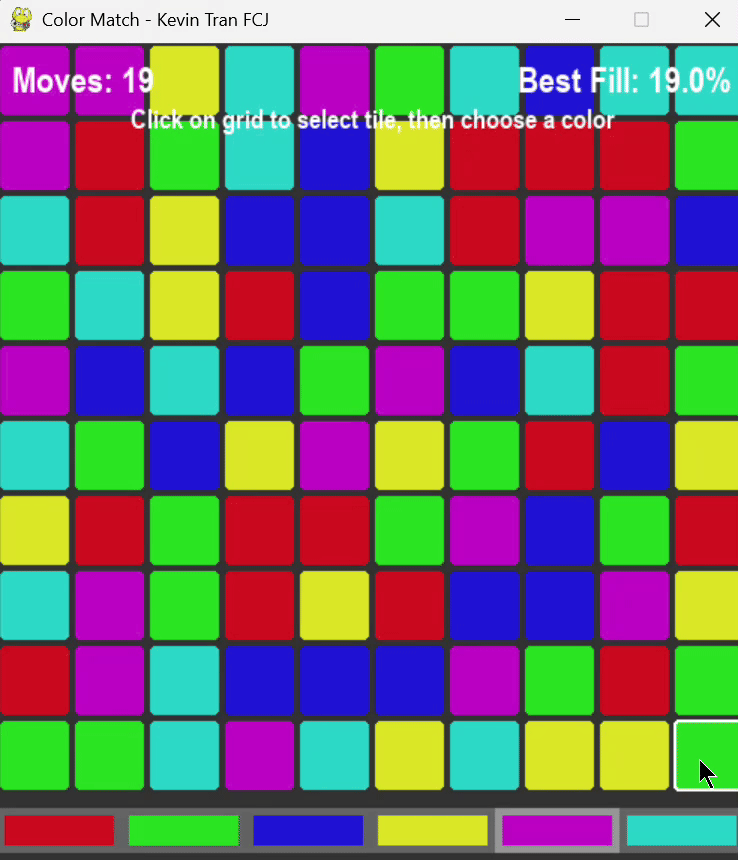 Color Match - Kevin Tran FCJ
Moves: 19
Best Fill: 19.0%
Click on grid to select tile, then choose a color